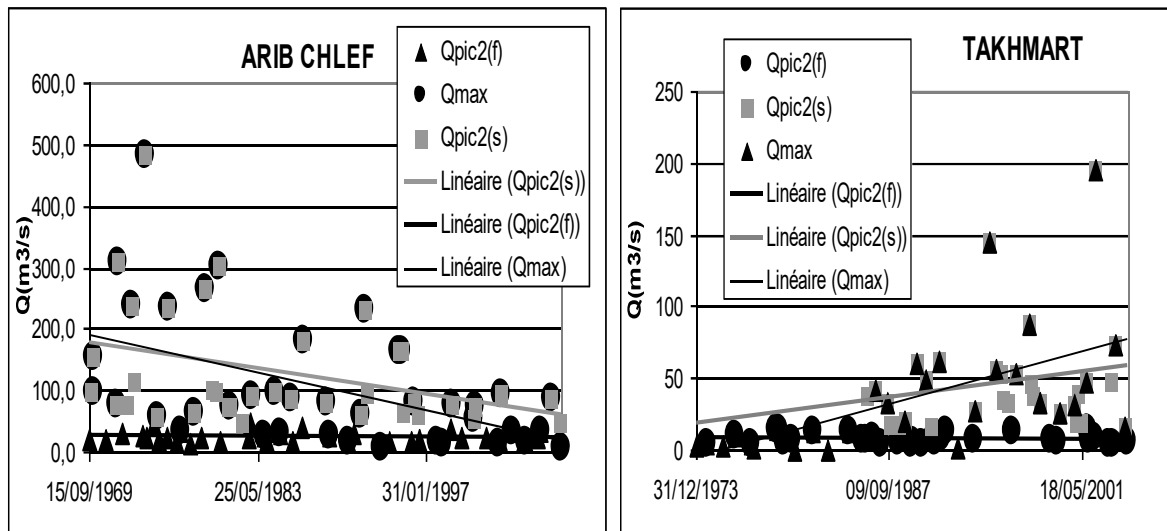 ARIB CHLEF
Qpic2(f)
Qmax
Qpic2(s)
Linéaire (Qpic2(s))
Linéaire (Qpic2(f))
Linéaire (Qmax)
Q(m3/s)
600,0
500,0
400,0
300,0
200,0
100,0
0,0
15/09/1969
25/05/1983
31/01/1997
TAKHMART
Qpic2(f)
Qpic2(s)
Qmax
Linéaire (Qpic2(f))
Linéaire (Qpic2(s))
Linéaire (Qmax)
Q(m3/s)
250
200
150
100
50
0
31/12/1973
09/09/1987
18/05/2001